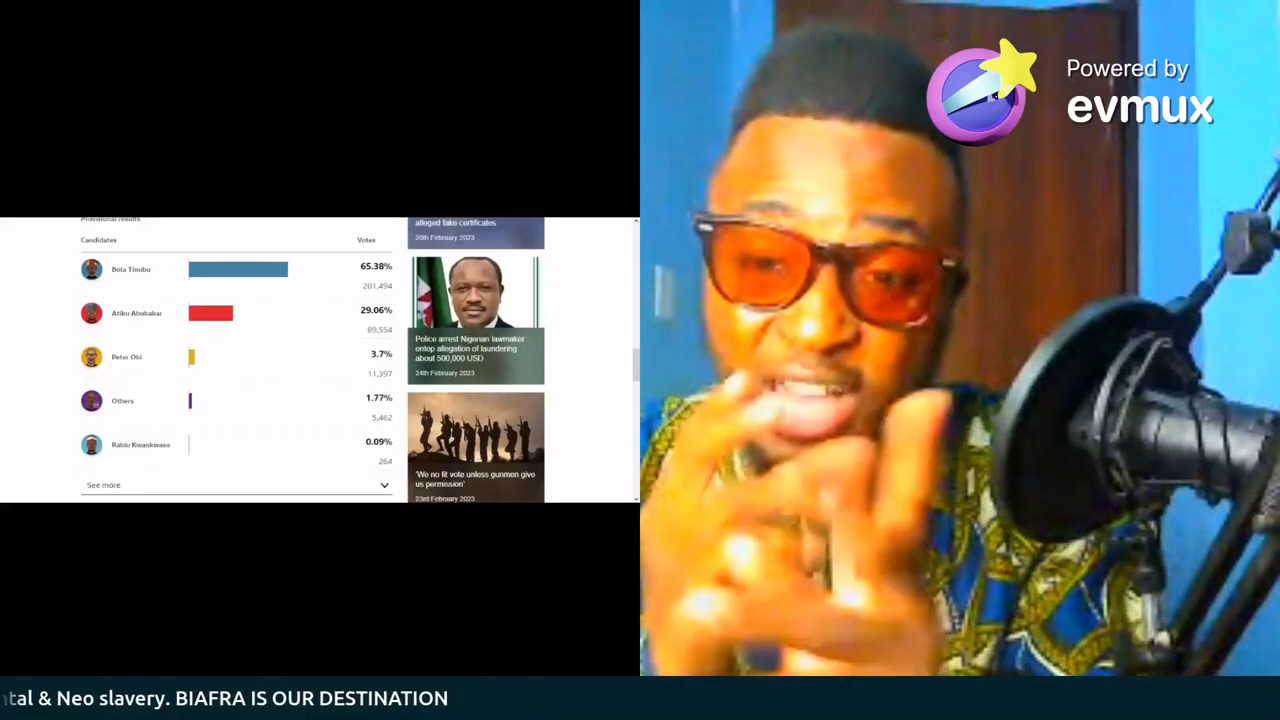 Powered by
evmux
Provisional results
Candidates Votes
Bola Tinubu 65.38%
201,494
Atiku Abubakar 29.06%
89,554
Peter Obi 3.7%
11,397
Others 1.77%
5,462
Rabiu Kwankwaso 0.09%
264
See more
alleged fake certificates
20th February 2023
Police arrest Nigerian lawmaker
ontop allegation of laundering
about 500,000 USD
24th February 2023
'We no fit vote unless gunmen give
us permission'
23rd February 2023
ntal & Neo slavery. BIAFRA IS OUR DESTINATION